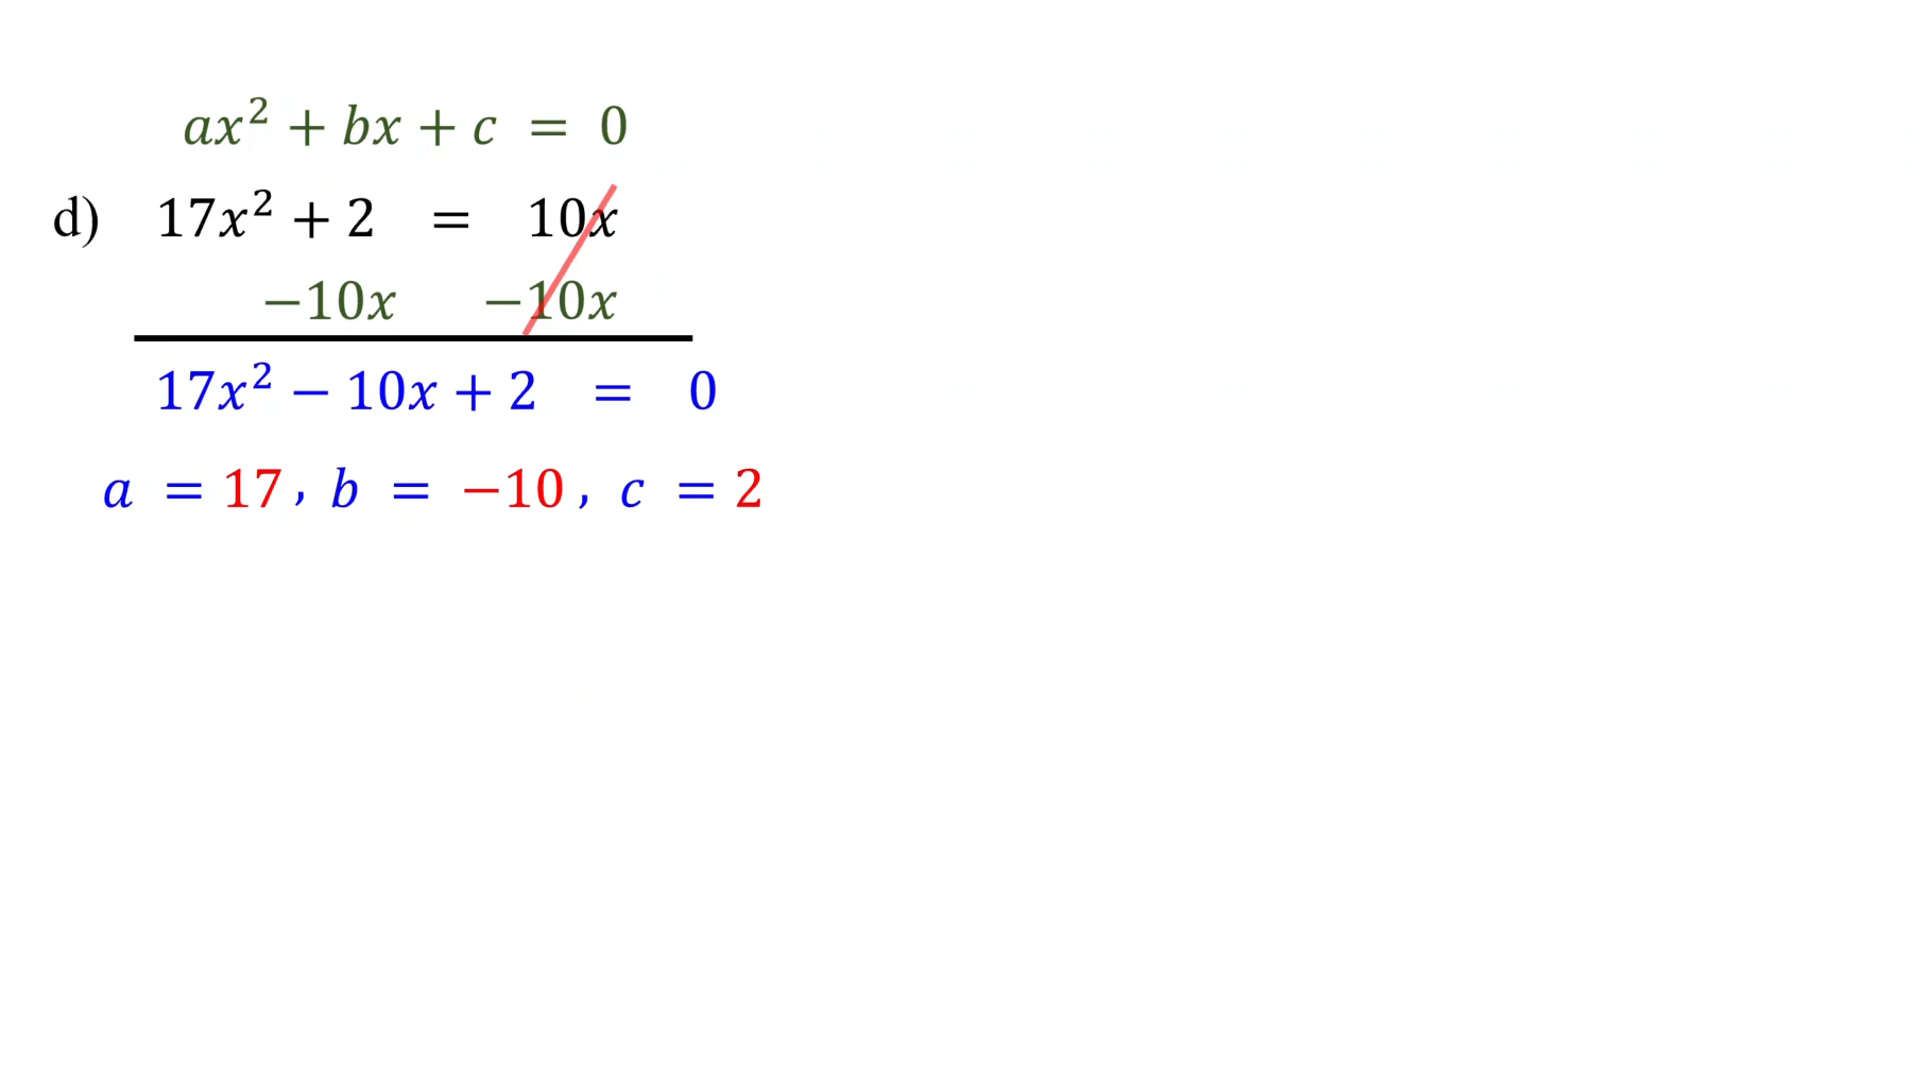 ax² + bx + c = 0
d) 17x² + 2 = 10x
−10x −10x
17x² − 10x + 2 = 0
a = 17, b = −10, c = 2